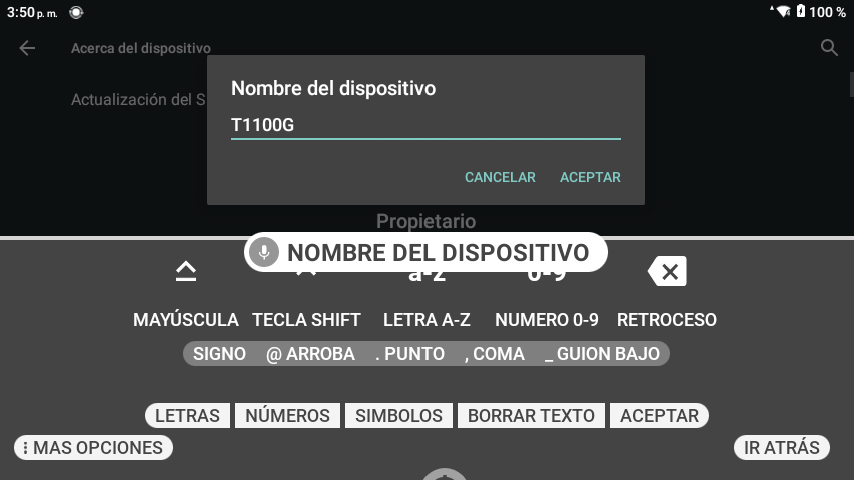 3:50 p. m. 100 %
Acerca del dispositivo
Actualización del S
Nombre del dispositivo
T1100G
CANCELAR ACEPTAR
Propietario
NOMBRE DEL DISPOSITIVO
a-z 0-9
MAYÚSCULA TECLA SHIFT LETRA A-Z NUMERO 0-9 RETROCESO
SIGNO @ ARROBA . PUNTO , COMA _ GUION BAJO
LETRAS NÚMEROS SIMBOLOS BORRAR TEXTO ACEPTAR
MAS OPCIONES IR ATRÁS